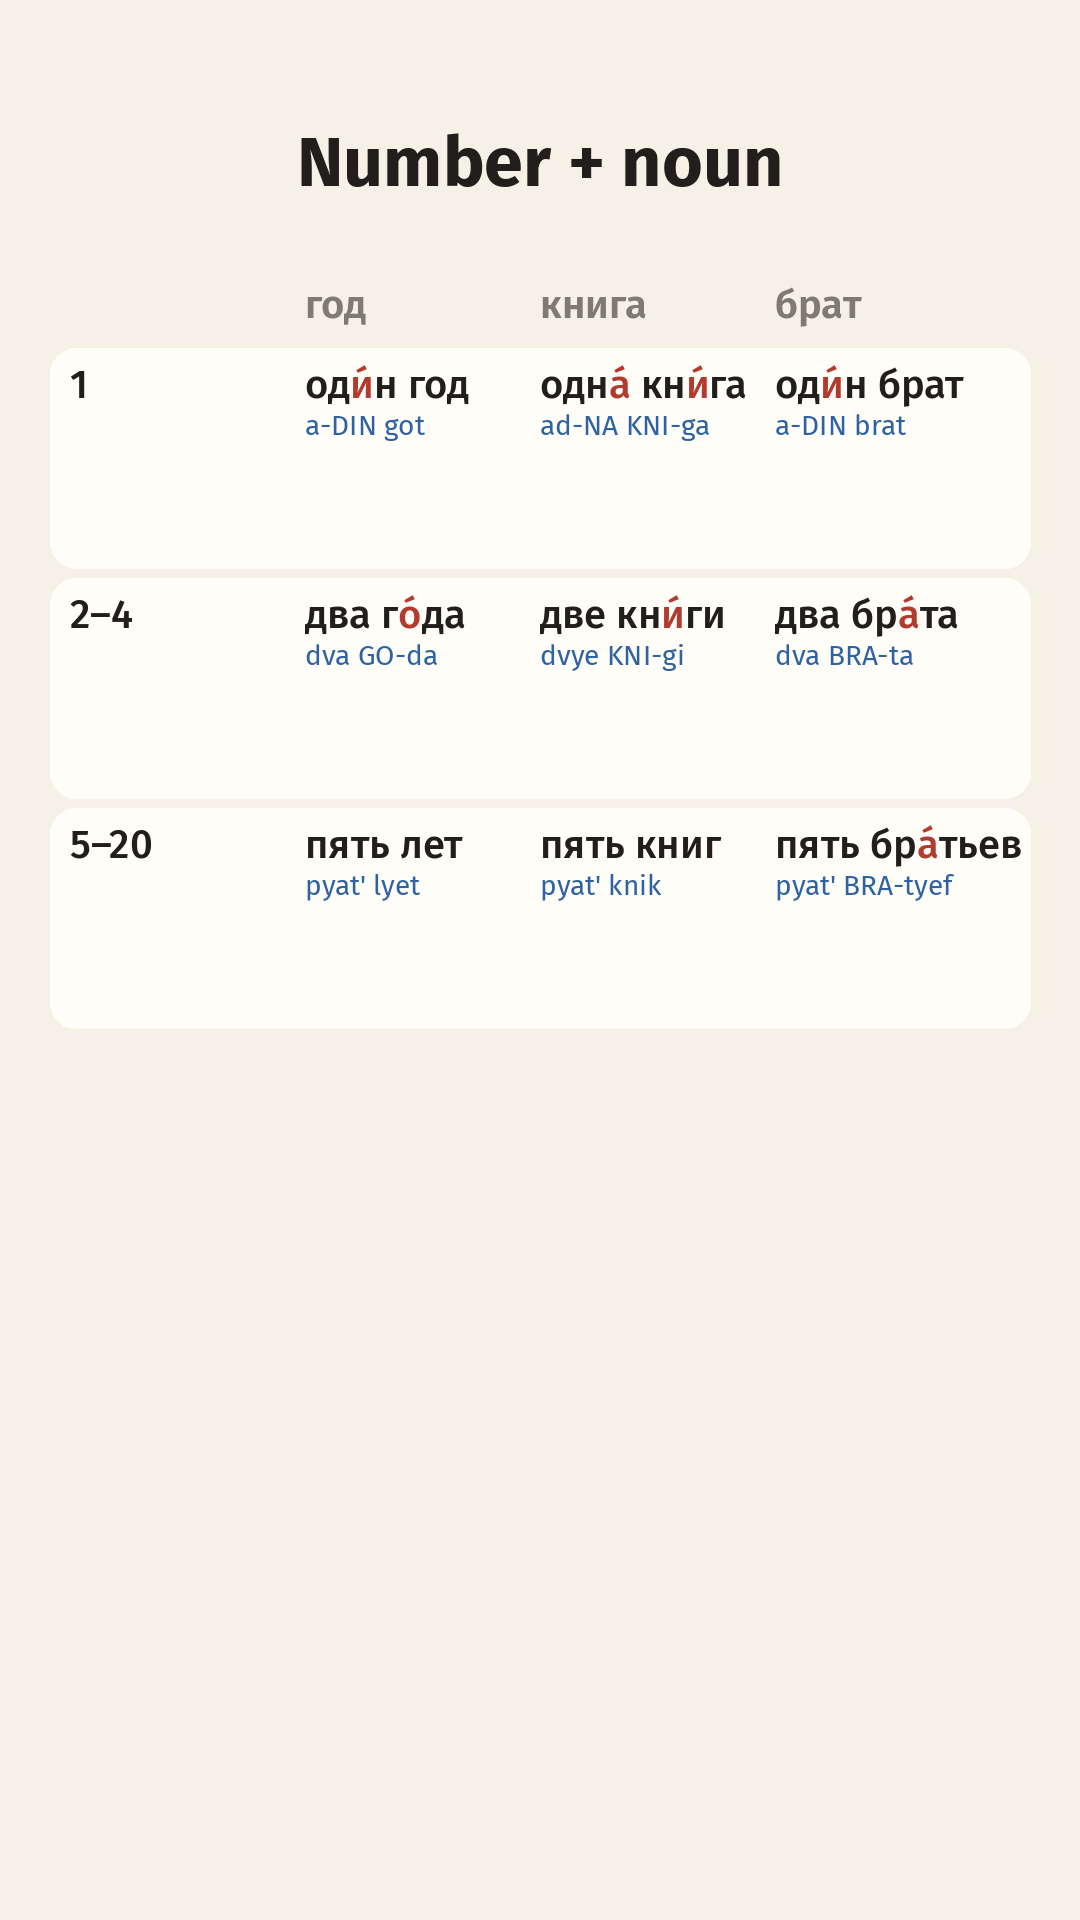 Number + noun
год книга брат
1 оди́н год одна́ кни́га оди́н брат
a-DIN got ad-NA KNI-ga a-DIN brat
2–4 два го́да две кни́ги два бра́та
dva GO-da dvye KNI-gi dva BRA-ta
5–20 пять лет пять книг пять бра́тьев
pyat' lyet pyat' knik pyat' BRA-tyef